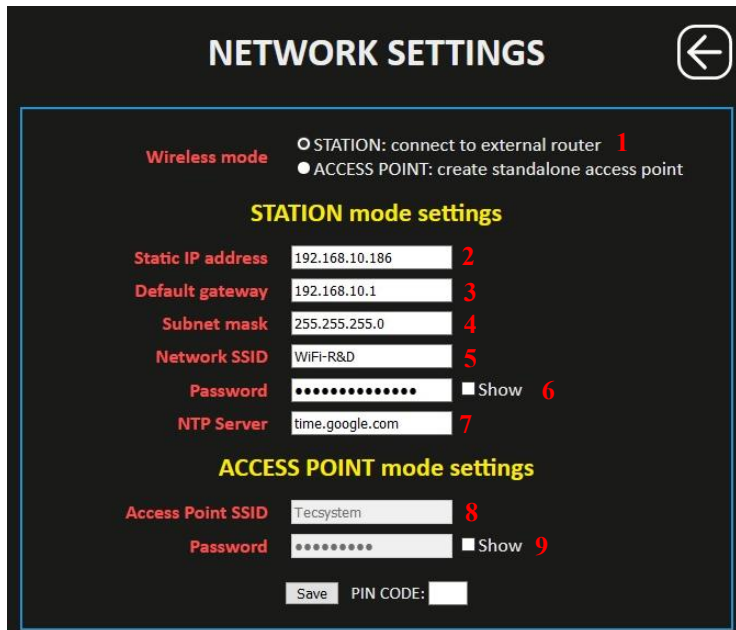 NETWORK SETTINGS
Wireless mode
STATION: connect to external router 1
ACCESS POINT: create standalone access point
STATION mode settings
Static IP address 192.168.10.186 2
Default gateway 192.168.10.1 3
Subnet mask 255.255.255.0 4
Network SSID WiFi-R&D 5
Password •••••••••••••• Show 6
NTP Server time.google.com 7
ACCESS POINT mode settings
Access Point SSID Tecsystem 8
Password ••••••••• Show 9
Save PIN CODE: